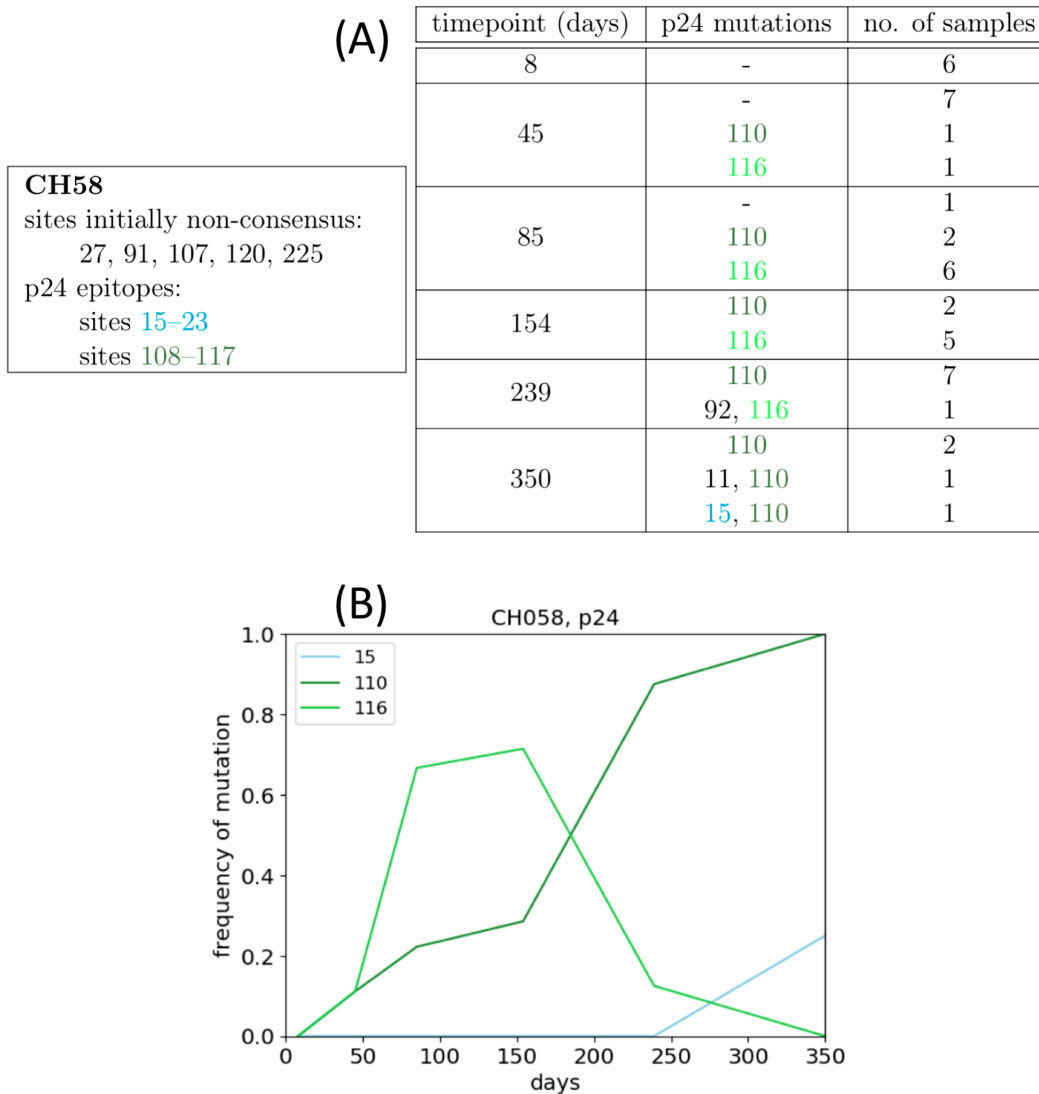 (A)
timepoint (days) p24 mutations no. of samples
8 - 6
- 7
45 110 1
116 1
- 1
85 110 2
116 6
154 110 2
116 5
239 110 7
92, 116 1
110 2
350 11, 110 1
15, 110 1
CH58
sites initially non-consensus:
27, 91, 107, 120, 225
p24 epitopes:
sites 15–23
sites 108–117
(B)
CH058, p24
15
110
116
frequency of mutation
1.0
0.8
0.6
0.4
0.2
0.0
0 50 100 150 200 250 300 350
days